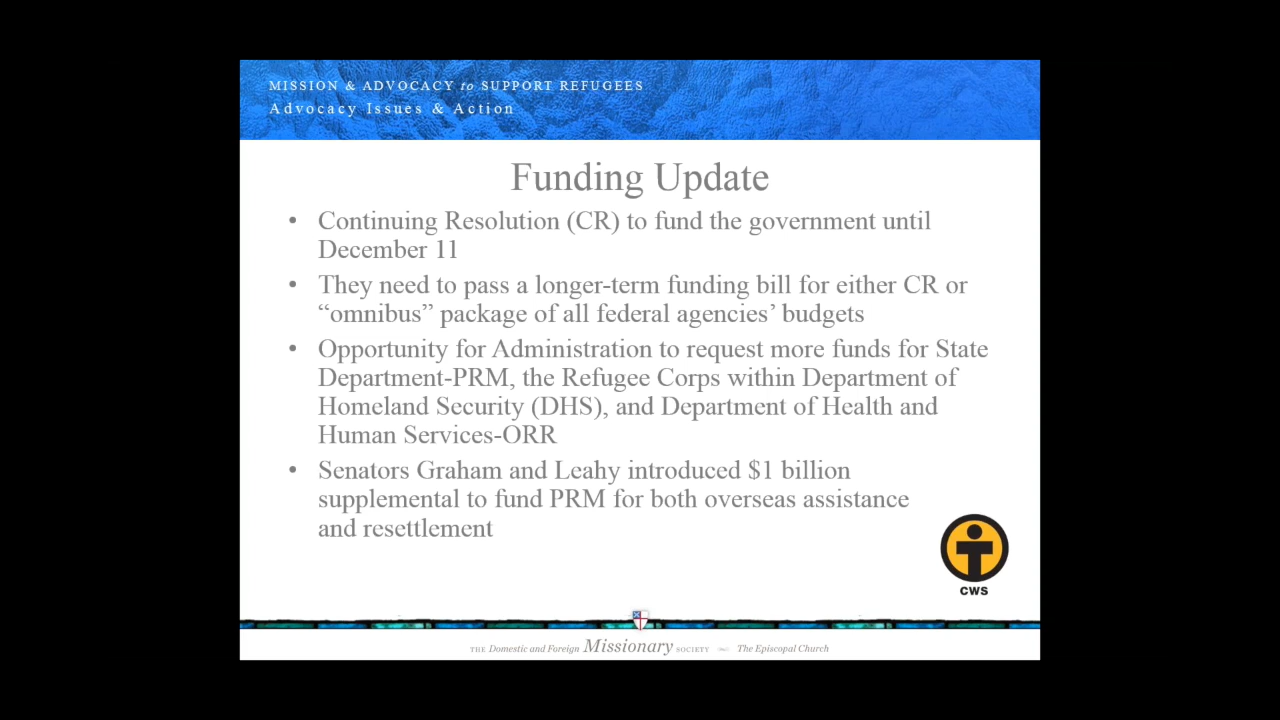 MISSION & ADVOCACY to SUPPORT REFUGEES
Advocacy Issues & Action
Funding Update
• Continuing Resolution (CR) to fund the government until
December 11
• They need to pass a longer-term funding bill for either CR or
“omnibus” package of all federal agencies’ budgets
• Opportunity for Administration to request more funds for State
Department-PRM, the Refugee Corps within Department of
Homeland Security (DHS), and Department of Health and
Human Services-ORR
• Senators Graham and Leahy introduced $1 billion
supplemental to fund PRM for both overseas assistance
and resettlement
CWS
THE Domestic and Foreign Missionary SOCIETY The Episcopal Church